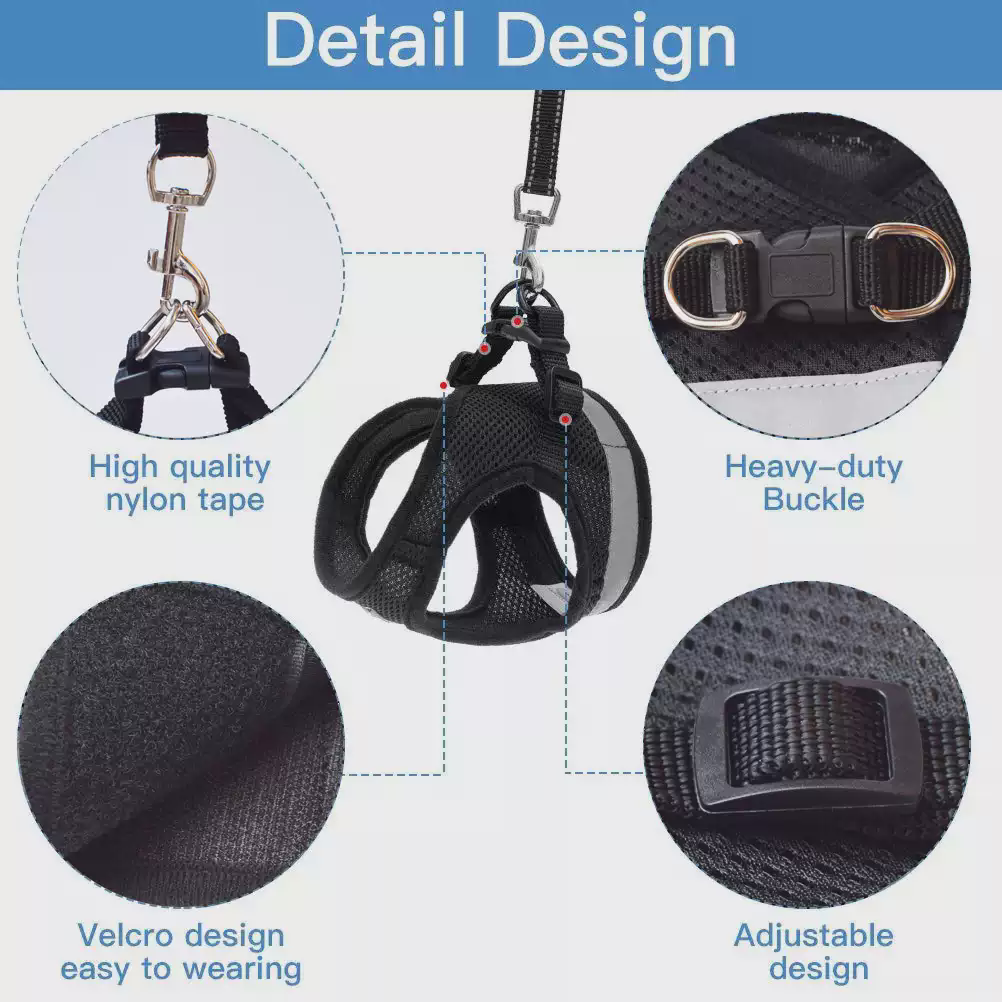 Detail Design
High quality
nylon tape
Heavy-duty
Buckle
Velcro design
easy to wearing
Adjustable
design